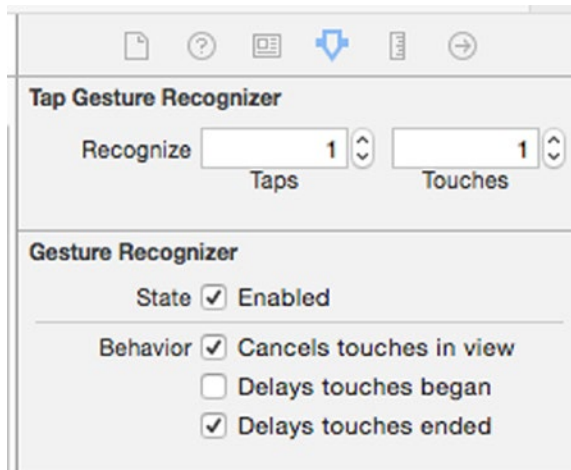 Tap Gesture Recognizer
Recognize 1 1
Taps Touches
Gesture Recognizer
State Enabled
Behavior Cancels touches in view
Delays touches began
Delays touches ended